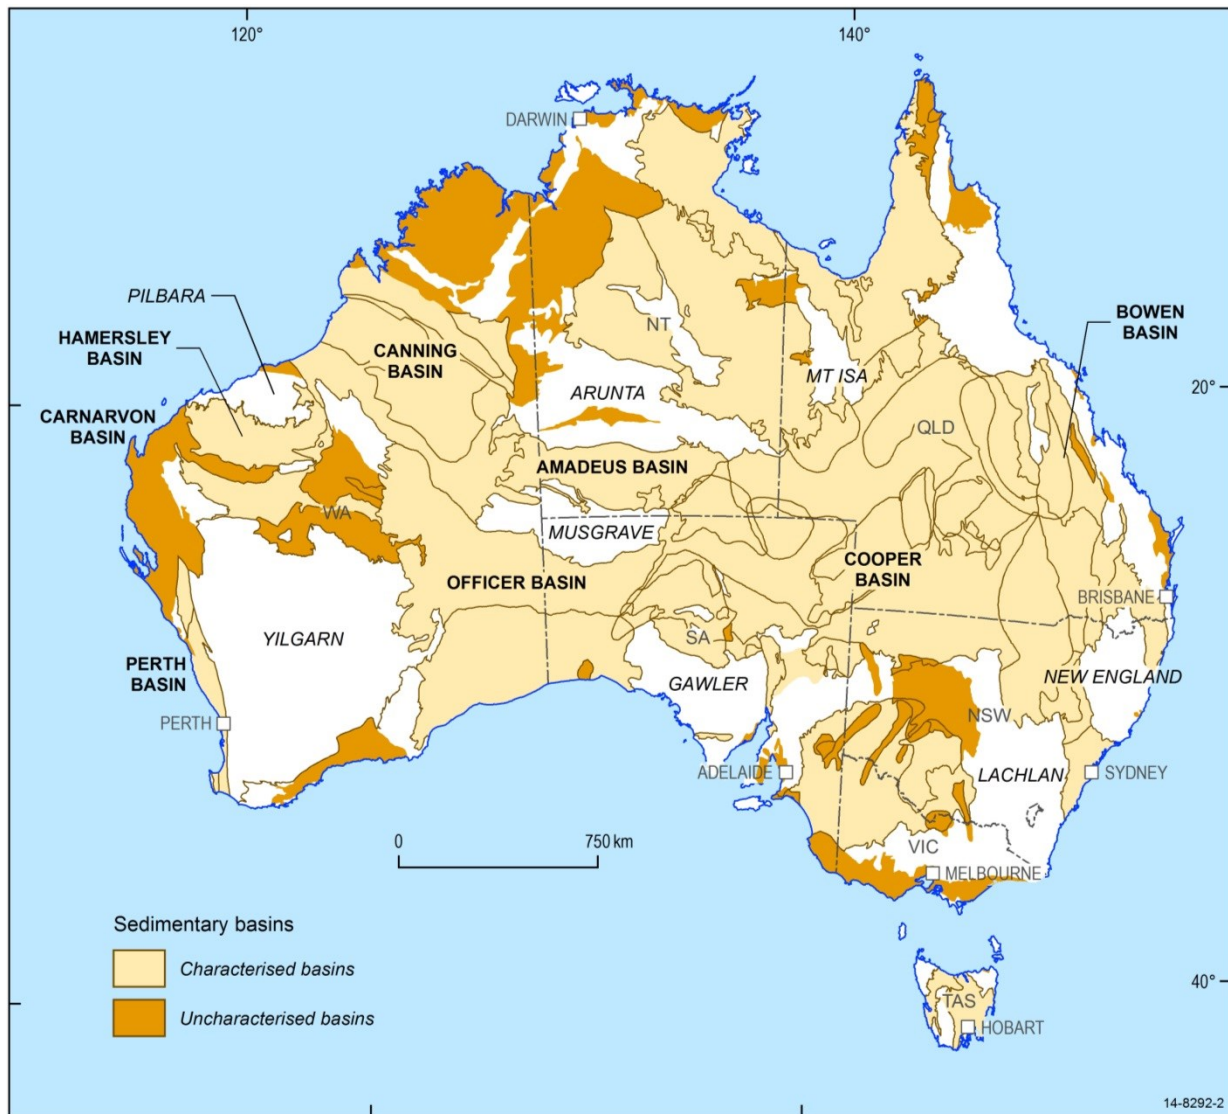 120°
140°
DARWIN
PILBARA
HAMERSLEY
BASIN
CANNING
BASIN
NT
BOWEN
BASIN
CARNARVON
BASIN
ARUNTA
MT ISA
20°
QLD
AMADEUS BASIN
WA
MUSGRAVE
OFFICER BASIN
COOPER
BASIN
BRISBANE
YILGARN
SA
PERTH
BASIN
GAWLER
NEW ENGLAND
PERTH
NSW
ADELAIDE
LACHLAN
SYDNEY
0
750 km
VIC
MELBOURNE
Sedimentary basins
Characterised basins
Uncharacterised basins
40°
TAS
HOBART
14-8292-2